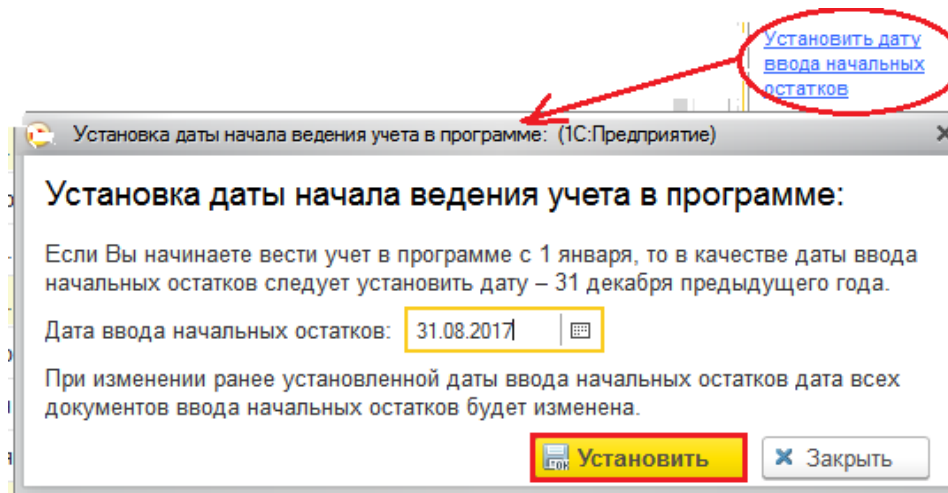 Установить дату
ввода начальных
остатков
Установка даты начала ведения учета в программе: (1С:Предприятие)
Установка даты начала ведения учета в программе:
Если Вы начинаете вести учет в программе с 1 января, то в качестве даты ввода
начальных остатков следует установить дату – 31 декабря предыдущего года.
Дата ввода начальных остатков: 31.08.2017
При изменении ранее установленной даты ввода начальных остатков дата всех
документов ввода начальных остатков будет изменена.
Установить Закрыть